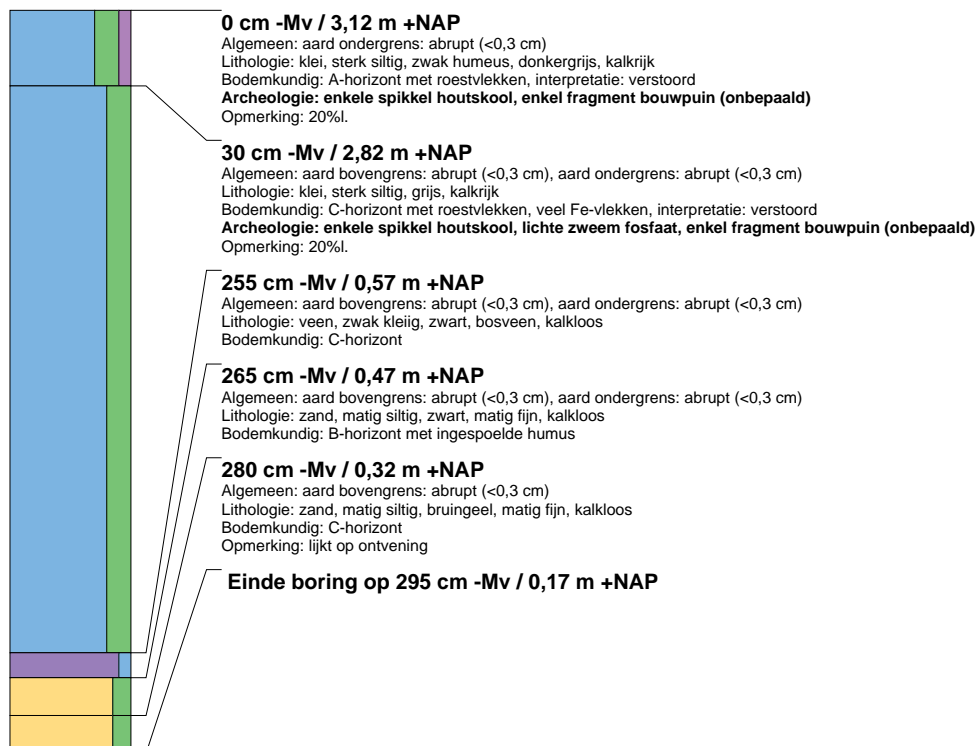 0 cm -Mv / 3,12 m +NAP
Algemeen: aard ondergrens: abrupt (<0,3 cm)
Lithologie: klei, sterk siltig, zwak humeus, donkergrijs, kalkrijk
Bodemkundig: A-horizont met roestvlekken, interpretatie: verstoord
Archeologie: enkele spikkel houtskool, enkel fragment bouwpuin (onbepaald)
Opmerking: 20%l.
30 cm -Mv / 2,82 m +NAP
Algemeen: aard bovengrens: abrupt (<0,3 cm), aard ondergrens: abrupt (<0,3 cm)
Lithologie: klei, sterk siltig, grijs, kalkrijk
Bodemkundig: C-horizont met roestvlekken, veel Fe-vlekken, interpretatie: verstoord
Archeologie: enkele spikkel houtskool, lichte zweem fosfaat, enkel fragment bouwpuin (onbepaald)
Opmerking: 20%l.
255 cm -Mv / 0,57 m +NAP
Algemeen: aard bovengrens: abrupt (<0,3 cm), aard ondergrens: abrupt (<0,3 cm)
Lithologie: veen, zwak kleiig, zwart, bosveen, kalkloos
Bodemkundig: C-horizont
265 cm -Mv / 0,47 m +NAP
Algemeen: aard bovengrens: abrupt (<0,3 cm), aard ondergrens: abrupt (<0,3 cm)
Lithologie: zand, matig siltig, zwart, matig fijn, kalkloos
Bodemkundig: B-horizont met ingespoelde humus
280 cm -Mv / 0,32 m +NAP
Algemeen: aard bovengrens: abrupt (<0,3 cm)
Lithologie: zand, matig siltig, bruingeel, matig fijn, kalkloos
Bodemkundig: C-horizont
Opmerking: lijkt op ontvening
Einde boring op 295 cm -Mv / 0,17 m +NAP